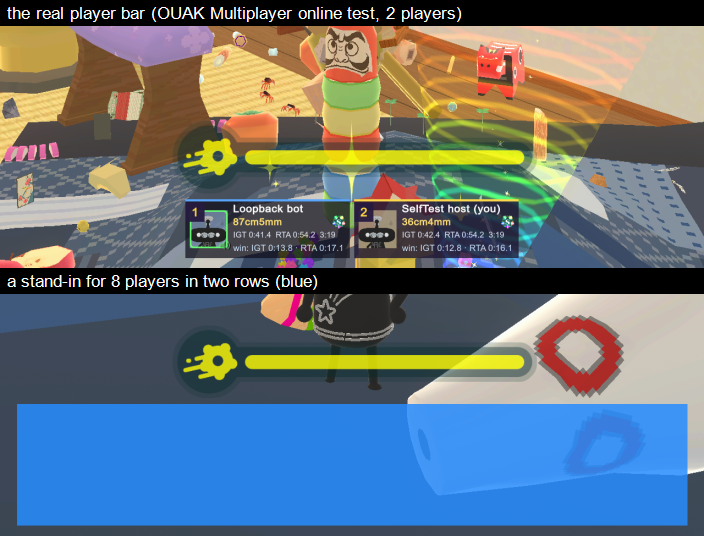 the real player bar (OUAK Multiplayer online test, 2 players)
1 Loopback bot
87cm5mm
IGT 0:41.4 RTA 0:54.2 3:19
win: IGT 0:13.8 · RTA 0:17.1
2 SelfTest host (you)
36cm4mm
IGT 0:42.4 RTA 0:54.2 3:19
win: IGT 0:12.8 · RTA 0:16.1
a stand-in for 8 players in two rows (blue)